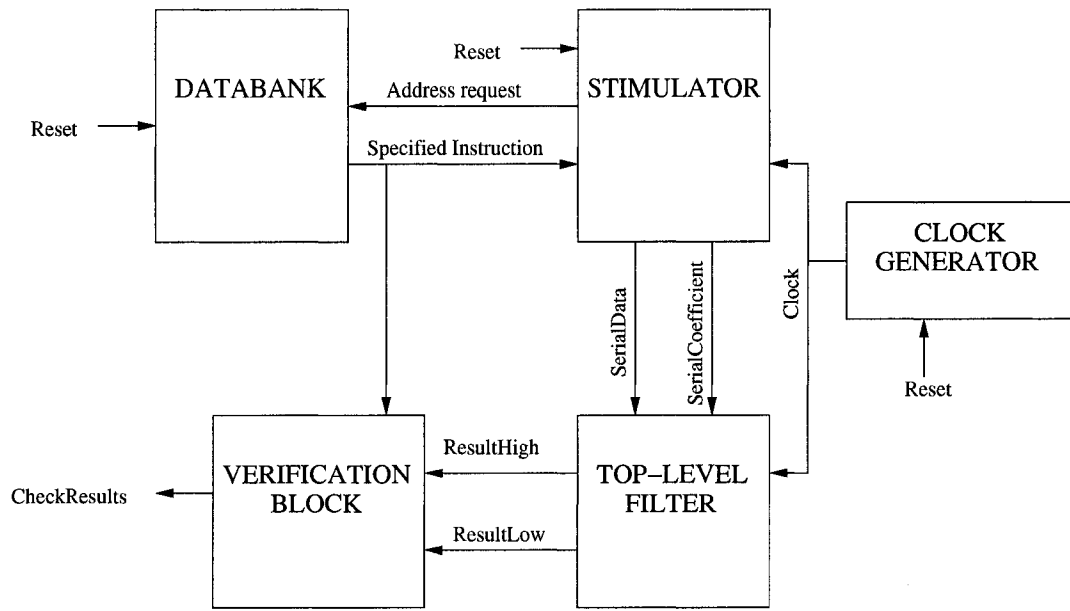 DATABANK
Reset
Reset
STIMULATOR
Address request
Specified Instruction
CLOCK
GENERATOR
Clock
Reset
SerialData
SerialCoefficient
VERIFICATION
BLOCK
ResultHigh
ResultLow
TOP-LEVEL
FILTER
CheckResults